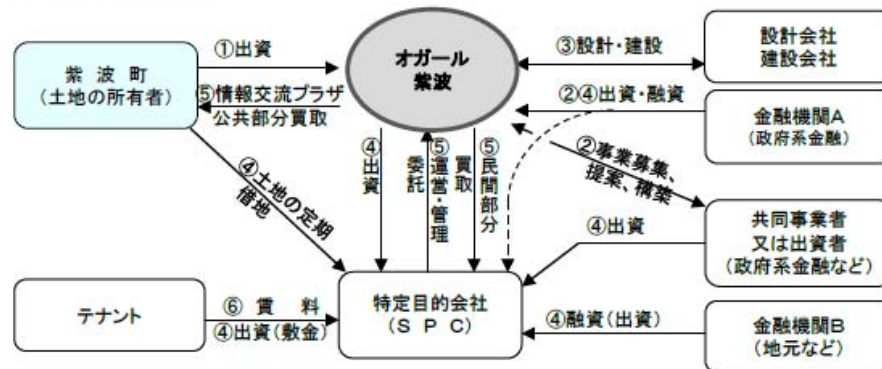 紫 波 町
(土地の所有者)
①出資
⑤情報交流プラザ
公共部分買取
オガール
紫波
③設計・建設
設計会社
建設会社
②④出資・融資
金融機関A
(政府系金融)
④土地の定期
借地
④出資
⑤運営・管理
委託
⑤民間部分
買取
②事業募集、
提案、構築
④出資
共同事業者
又は出資者
(政府系金融など)
テナント
⑥ 賃 料
④出資(敷金)
特定目的会社
(S P C)
④融資(出資)
金融機関B
(地元など)